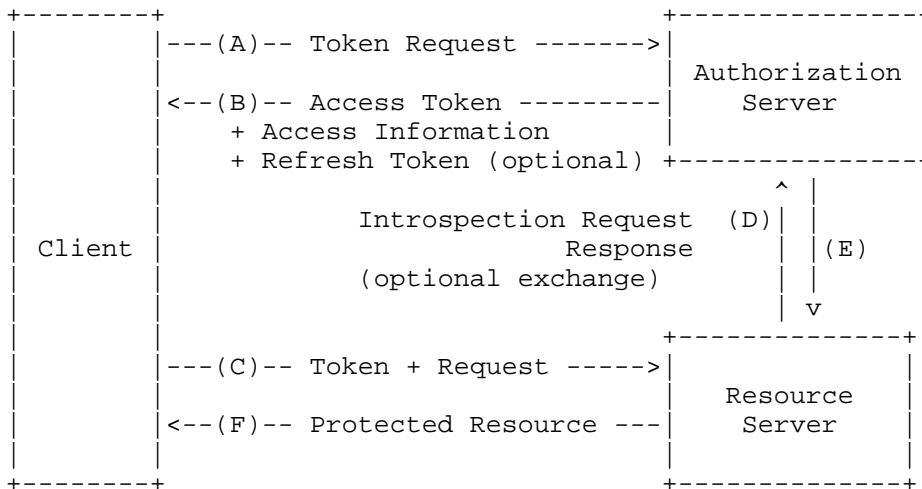 +--------+                               +---------------+
|        |---(A)-- Token Request ------->|               |
|        |                               | Authorization
|        |<--(B)-- Access Token ---------|    Server     |
|        |    + Access Information       |               |
|        |    + Refresh Token (optional) +---------------+
|        |                                      ^ |
|        |            Introspection Request  (D)| |
| Client |                         Response     | |(E)
|        |            (optional exchange)       | |
|        |                                      | v
|        |                               +--------------+
|        |---(C)-- Token + Request ----->|              |
|        |                               |   Resource   |
|        |<--(F)-- Protected Resource ---|    Server    |
|        |                               |              |
+--------+                               +--------------+